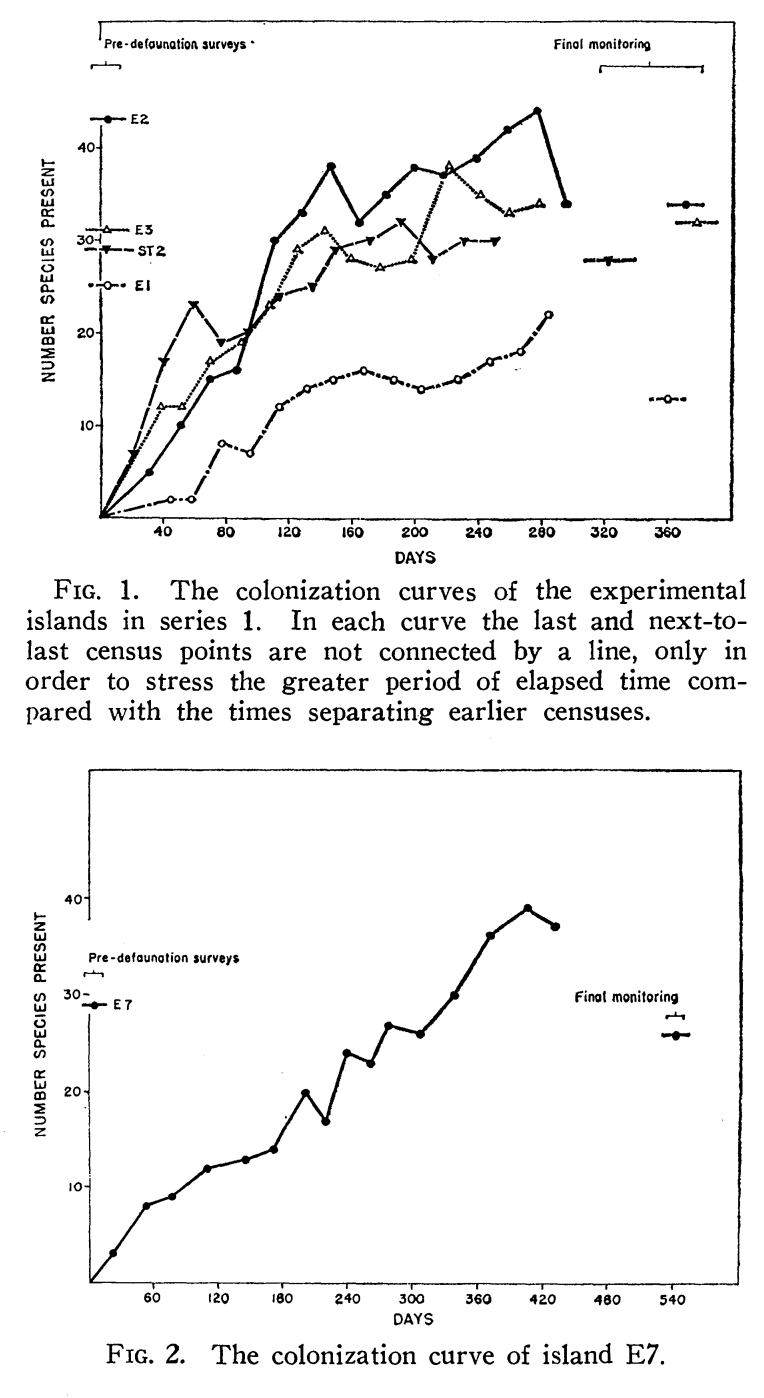 Pre-defaunation surveys
Final monitoring
E2
E3
ST2
E1
NUMBER SPECIES PRESENT
40
30
20
10
40 80 120 160 200 240 280 320 360
DAYS
FIG. 1. The colonization curves of the experimental
islands in series 1. In each curve the last and next-to-
last census points are not connected by a line, only in
order to stress the greater period of elapsed time com-
pared with the times separating earlier censuses.
NUMBER SPECIES PRESENT
40
Pre-defaunation surveys
30
E7
Final monitoring
20
10
60 120 180 240 300 360 420 480 540
DAYS
FIG. 2. The colonization curve of island E7.